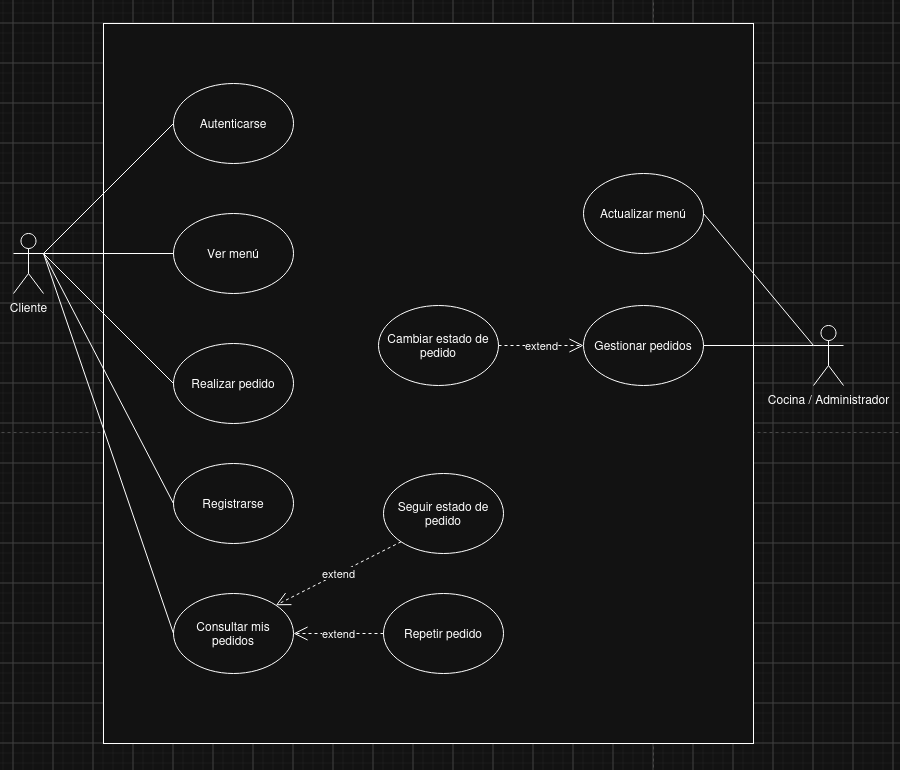 Autenticarse
Actualizar menú
Ver menú
Cliente
Cambiar estado de
pedido
extend
Gestionar pedidos
Cocina / Administrador
Realizar pedido
Registrarse
Seguir estado de
pedido
extend
Consultar mis
pedidos
extend
Repetir pedido